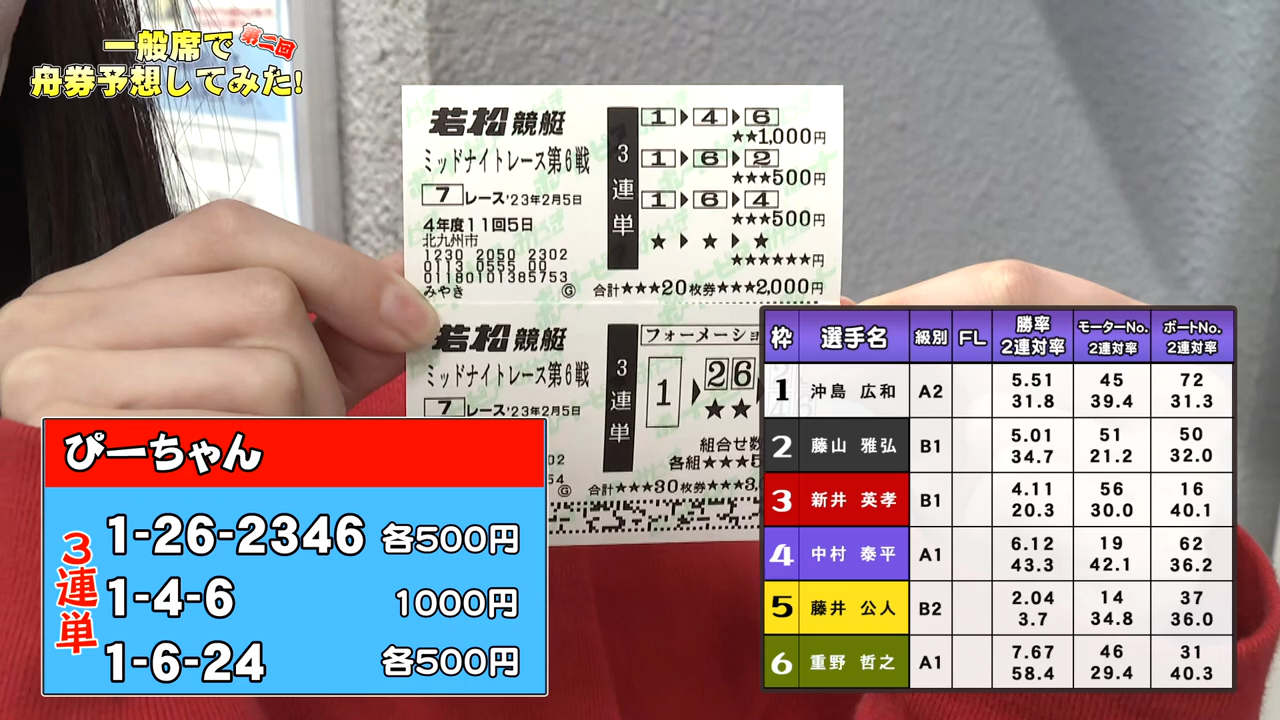 一般席で
第二回
舟券予想してみた!
若松競艇
ミッドナイトレース第6戦
7 レース'23年2月5日
4年度11回5日
北九州市
1230 2050 2302
0113 0555 00
01180101385753
みやき
G
3連単
1 4 6
★★1,000円
1 6 2
★★★500円
1 6 4
★★★500円
★ ★ ★
★★★★★★円
合計★★★20枚券★★★2,000円
若松競艇
ミッドナイトレース第6戦
7 レース'23年2月5日
3連単
フォーメーショ
1 26
★★
組合せ数
各組★★★5
02
54
G
合計★★★30枚券★★★3,
ぴーちゃん
3連単
1-26-2346 各500円
1-4-6 1000円
1-6-24 各500円
枠 選手名 級別 FL 勝率 2連対率 モーターNo. 2連対率 ボートNo. 2連対率
1 沖島 広和 A2 5.51 31.8 45 39.4 72 31.3
2 藤山 雅弘 B1 5.01 34.7 51 21.2 50 32.0
3 新井 英孝 B1 4.11 20.3 56 30.0 16 40.1
4 中村 泰平 A1 6.12 43.3 19 42.1 62 36.2
5 藤井 公人 B2 2.04 3.7 14 34.8 37 36.0
6 重野 哲之 A1 7.67 58.4 46 29.4 31 40.3